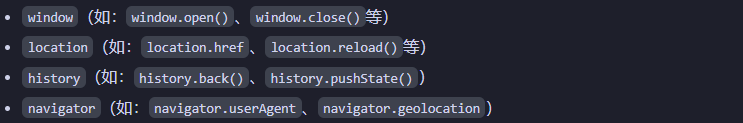 • window（如：window.open()、window.close()等）
• location（如：location.href、location.reload()等）
• history（如：history.back()、history.pushState()）
• navigator（如：navigator.userAgent、navigator.geolocation）